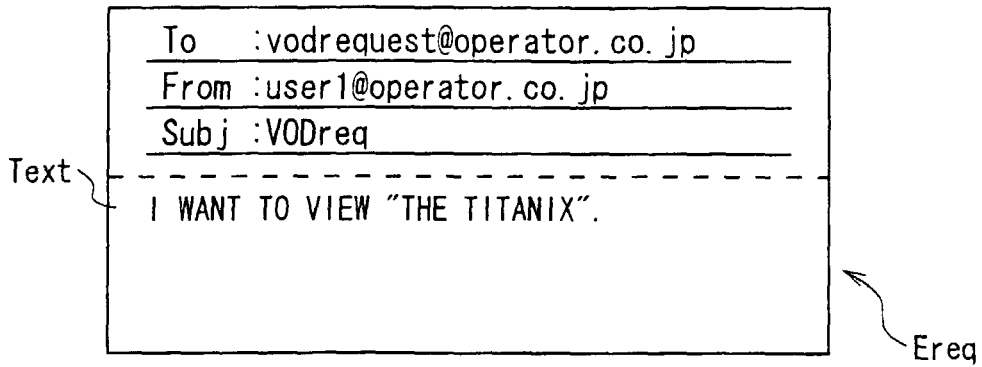 To :vodrequest@operator.co.jp
From :user1@operator.co.jp
Subj :VODreq
Text
I WANT TO VIEW "THE TITANIX".
Ereq